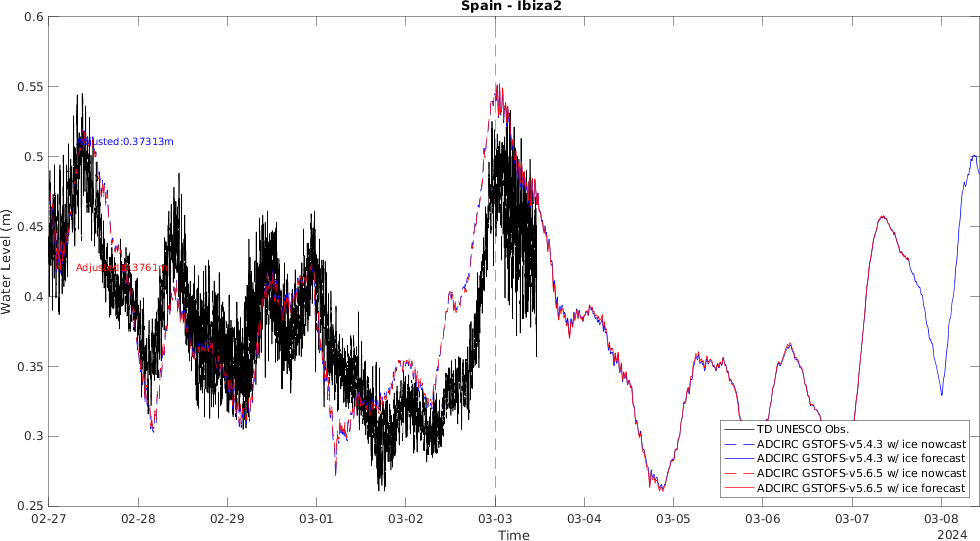 Spain - Ibiza2
0.6
0.55
0.5
0.45
0.4
0.35
0.3
0.25
Water Level (m)
Adjusted:0.37313m
Adjusted:0.3761m
TD UNESCO Obs.
ADCIRC GSTOFS-v5.4.3 w/ ice nowcast
ADCIRC GSTOFS-v5.4.3 w/ ice forecast
ADCIRC GSTOFS-v5.6.5 w/ ice nowcast
ADCIRC GSTOFS-v5.6.5 w/ ice forecast
02-27 02-28 02-29 03-01 03-02 03-03 03-04 03-05 03-06 03-07 03-08
Time
2024